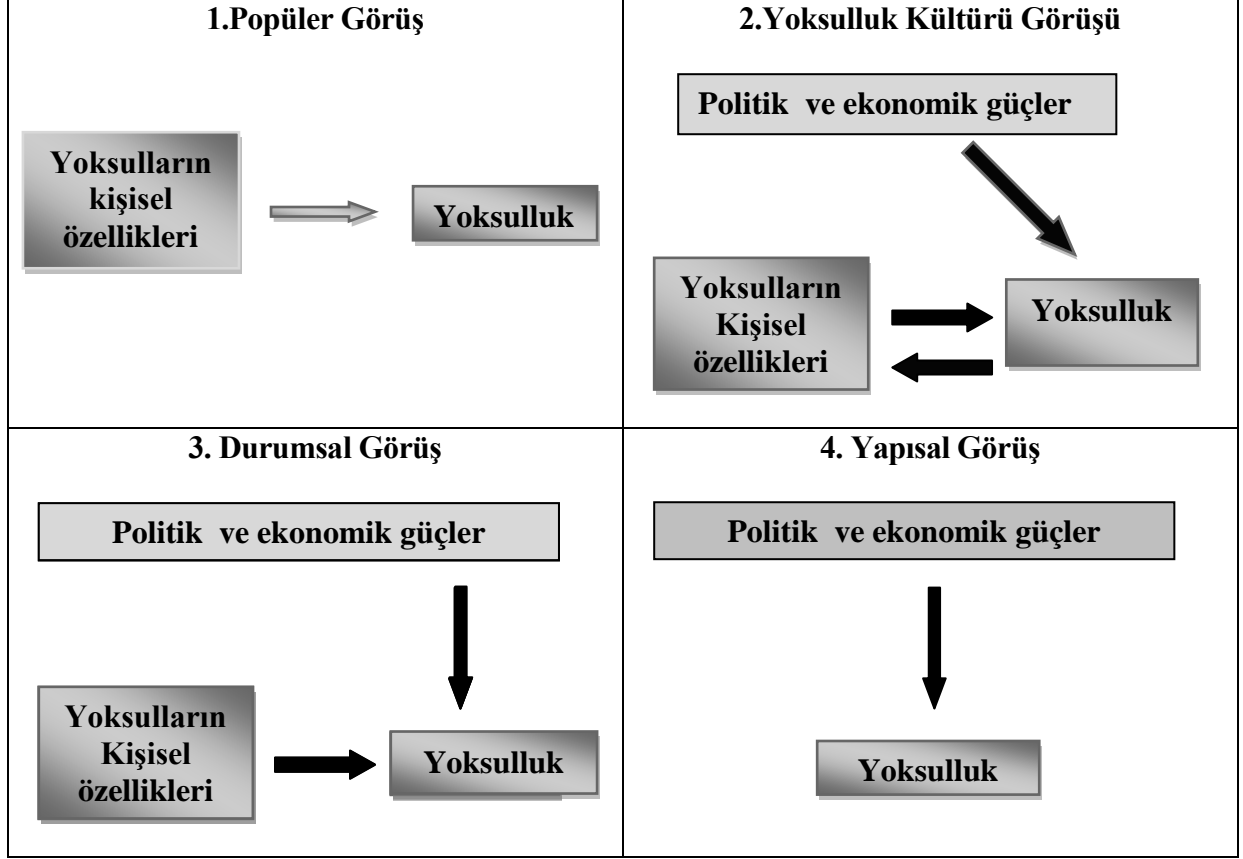 1.Popüler Görüş
Yoksulların
kişisel
özellikleri
Yoksulluk
2.Yoksulluk Kültürü Görüşü
Politik ve ekonomik güçler
Yoksulların
Kişisel
özellikleri
Yoksulluk
3. Durumsal Görüş
Politik ve ekonomik güçler
Yoksulların
Kişisel
özellikleri
Yoksulluk
4. Yapısal Görüş
Politik ve ekonomik güçler
Yoksulluk